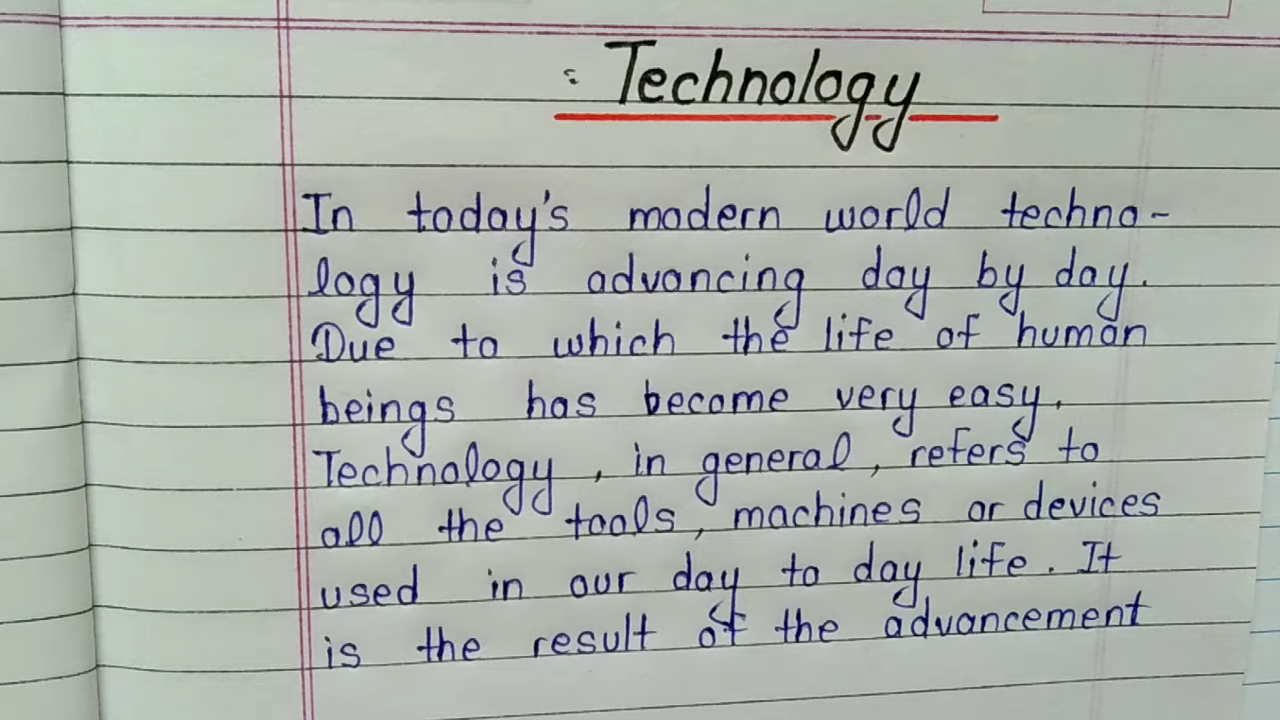 : Technology
In today's modern world techno-
logy is advancing day by day.
Due to which the life of human
beings has become very easy.
Technology, in general, refers to
all the tools, machines or devices
used in our day to day life. It
is the result of the advancement